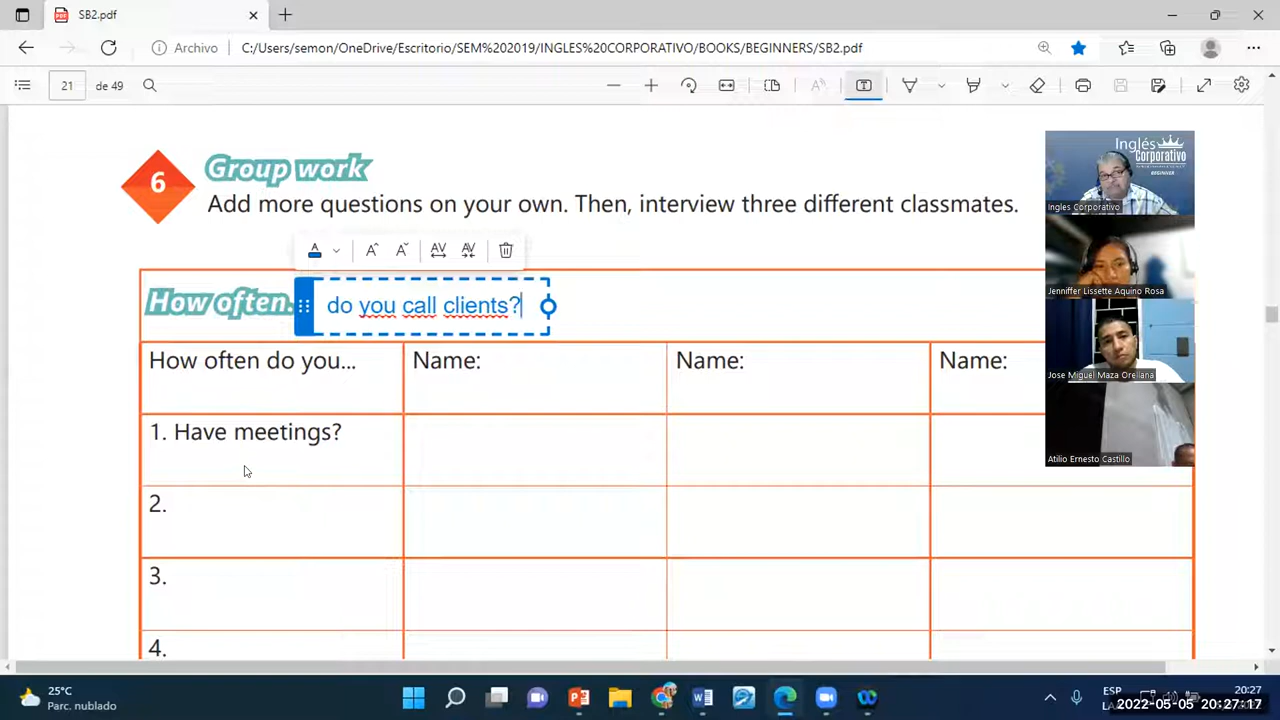 SB2.pdf
Archivo
C:/Users/semon/OneDrive/Escritorio/SEM%202019/INGLES%20CORPORATIVO/BOOKS/BEGINNERS/SB2.pdf
21 de 49
6
Group work
Add more questions on your own. Then, interview three different classmates.
How often.
do you call clients?
How often do you...
Name:
Name:
Name:
1. Have meetings?
2.
3.
4.
Inglés
Corporativo
BEGINNER
Ingles Corporativo
Jenniffer Lissette Aquino Rosa
Jose Miguel Maza Orellana
Atilio Ernesto Castillo
25°C
Parc. nublado
ESP
20:27
2022-05-05 20:27:17